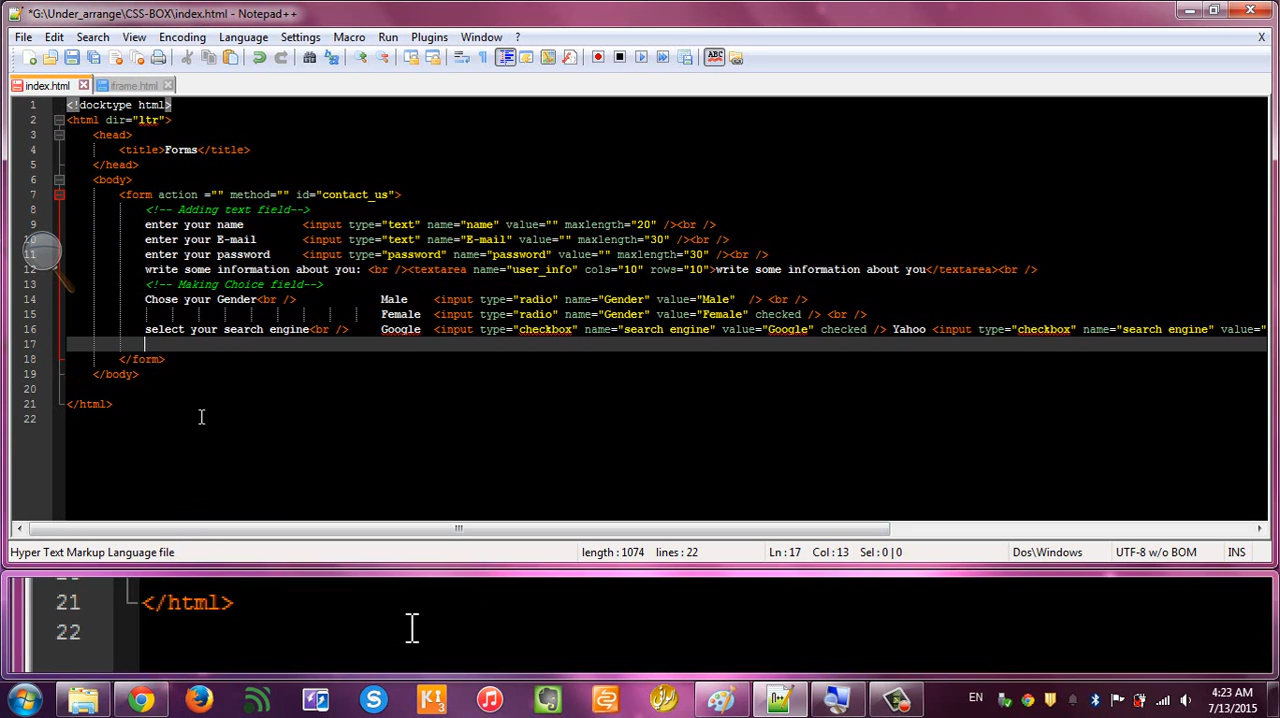 *G:\Under_arrange\CSS-BOX\index.html - Notepad++
File Edit Search View Encoding Language Settings Macro Run Plugins Window ? X
index.html frame.html
1 <!docktype html>
2 <html dir="ltr">
3 <head>
4 <title>Forms</title>
5 </head>
6 <body>
7 <form action ="" method="" id="contact_us">
8 <!-- Adding text field-->
9 enter your name <input type="text" name="name" value="" maxlength="20" /><br />
10 enter your E-mail <input type="text" name="E-mail" value="" maxlength="30" /><br />
11 enter your password <input type="password" name="password" value="" maxlength="30" /><br />
12 write some information about you: <br /><textarea name="user_info" cols="10" rows="10">write some information about you</textarea><br />
13 <!-- Making Choice field-->
14 Chose your Gender<br /> Male <input type="radio" name="Gender" value="Male" /> <br />
15 Female <input type="radio" name="Gender" value="Female" checked /> <br />
16 select your search engine<br /> Google <input type="checkbox" name="search engine" value="Google" checked /> Yahoo <input type="checkbox" name="search engine" value="
17
18 </form>
19 </body>
20
21 </html>
22
Hyper Text Markup Language file length : 1074 lines : 22 Ln : 17 Col : 13 Sel : 0 | 0 Dos\Windows UTF-8 w/o BOM INS
21 </html>
22
EN 4:23 AM
7/13/2015